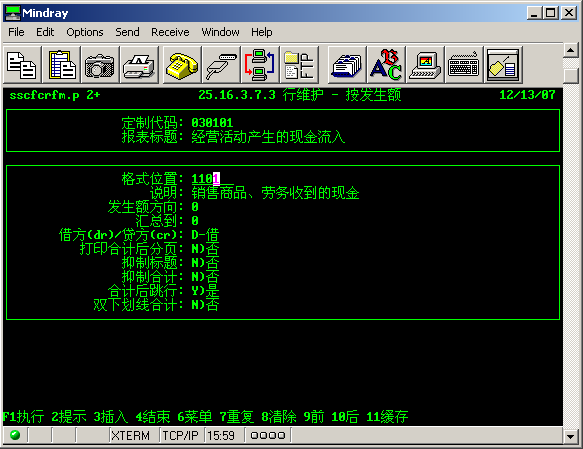 Mindray
File Edit Options Send Receive Window Help
sscfcrfm.p 2+ 25.16.3.7.3 行维护 - 按发生额 12/13/07
定制代码: 030101
报表标题: 经营活动产生的现金流入
格式位置: 1101
说明: 销售商品、劳务收到的现金
发生额方向: 0
汇总到: 0
借方(dr)/贷方(cr): D-借
打印合计后分页: N)否
抑制标题: N)否
抑制合计: N)否
合计后跳行: Y)是
双下划线合计: N)否
F1执行 2提示 3插入 4结束 6菜单 7重复 8清除 9前 10后 11缓存
XTERM TCP/IP 15:59